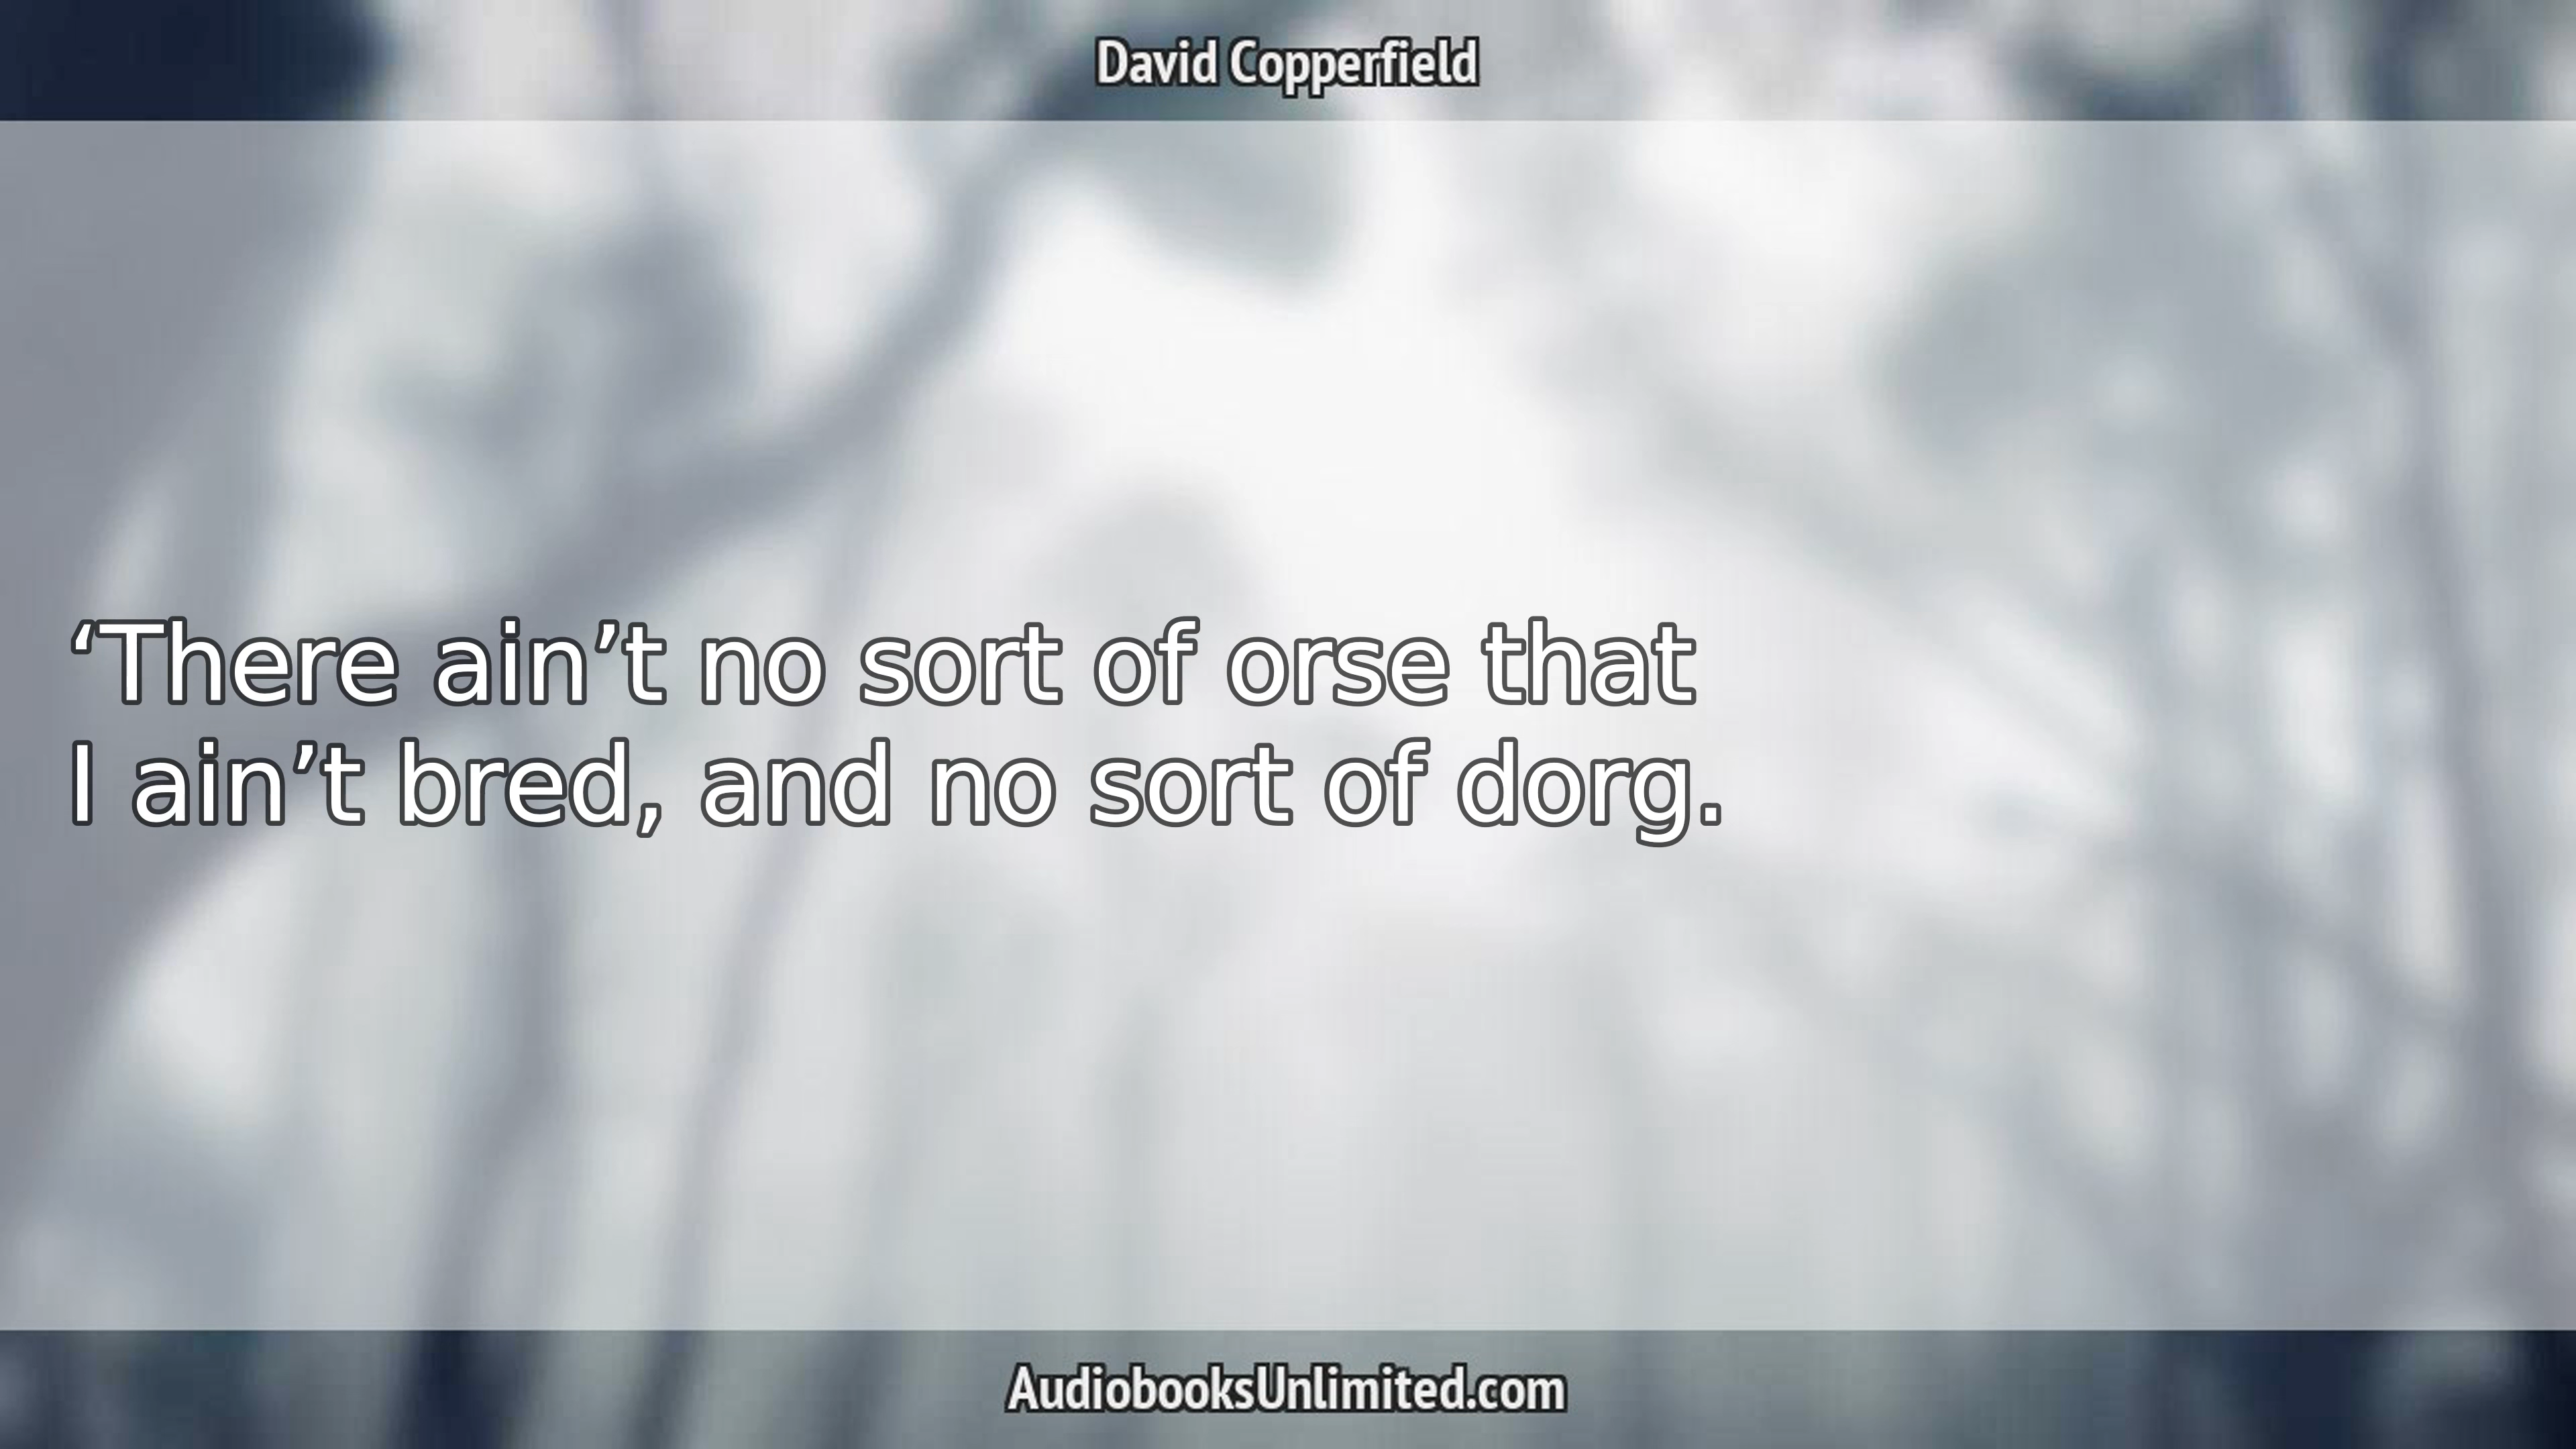 David Copperfield
‘There ain’t no sort of orse that
I ain’t bred, and no sort of dorg.
AudiobooksUnlimited.com